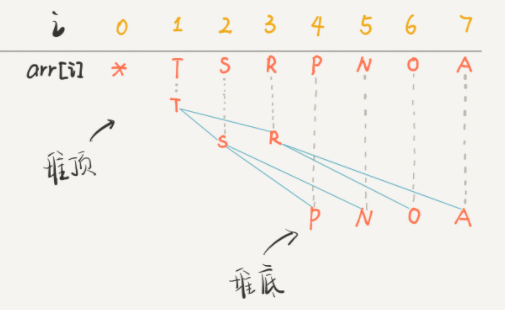 i 0 1 2 3 4 5 6 7
arr[i] * T S R P N O A
T
S R
堆顶
P N O A
堆底